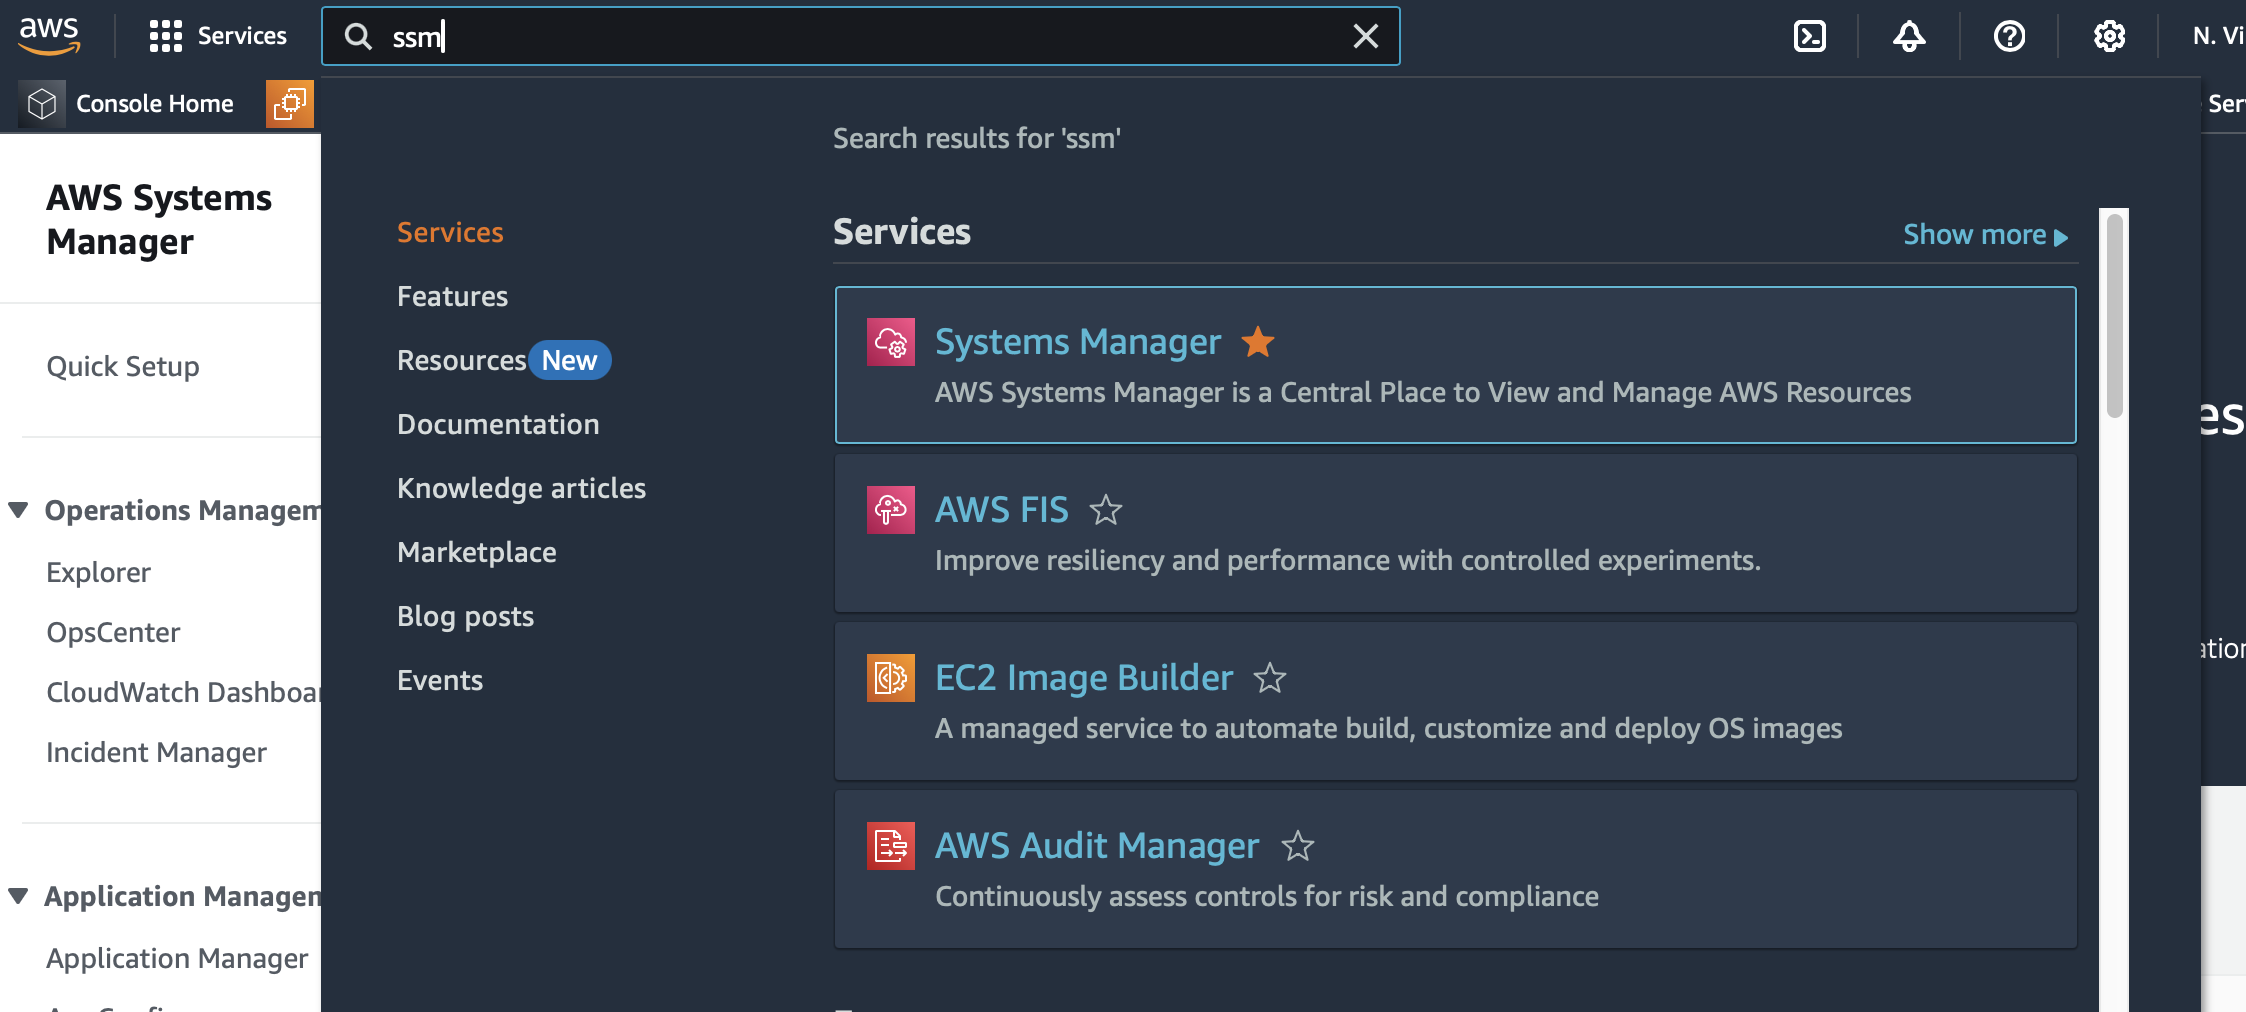 aws
Services
ssm
N. Vi
Console Home
Ser
Search results for 'ssm'
AWS Systems
Manager
Quick Setup
Operations Managem
Explorer
OpsCenter
CloudWatch Dashboar
Incident Manager
Application Managen
Application Manager
Services
Features
Resources New
Documentation
Knowledge articles
Marketplace
Blog posts
Events
Services
Show more
Systems Manager
AWS Systems Manager is a Central Place to View and Manage AWS Resources
AWS FIS
Improve resiliency and performance with controlled experiments.
EC2 Image Builder
A managed service to automate build, customize and deploy OS images
AWS Audit Manager
Continuously assess controls for risk and compliance
es
ation